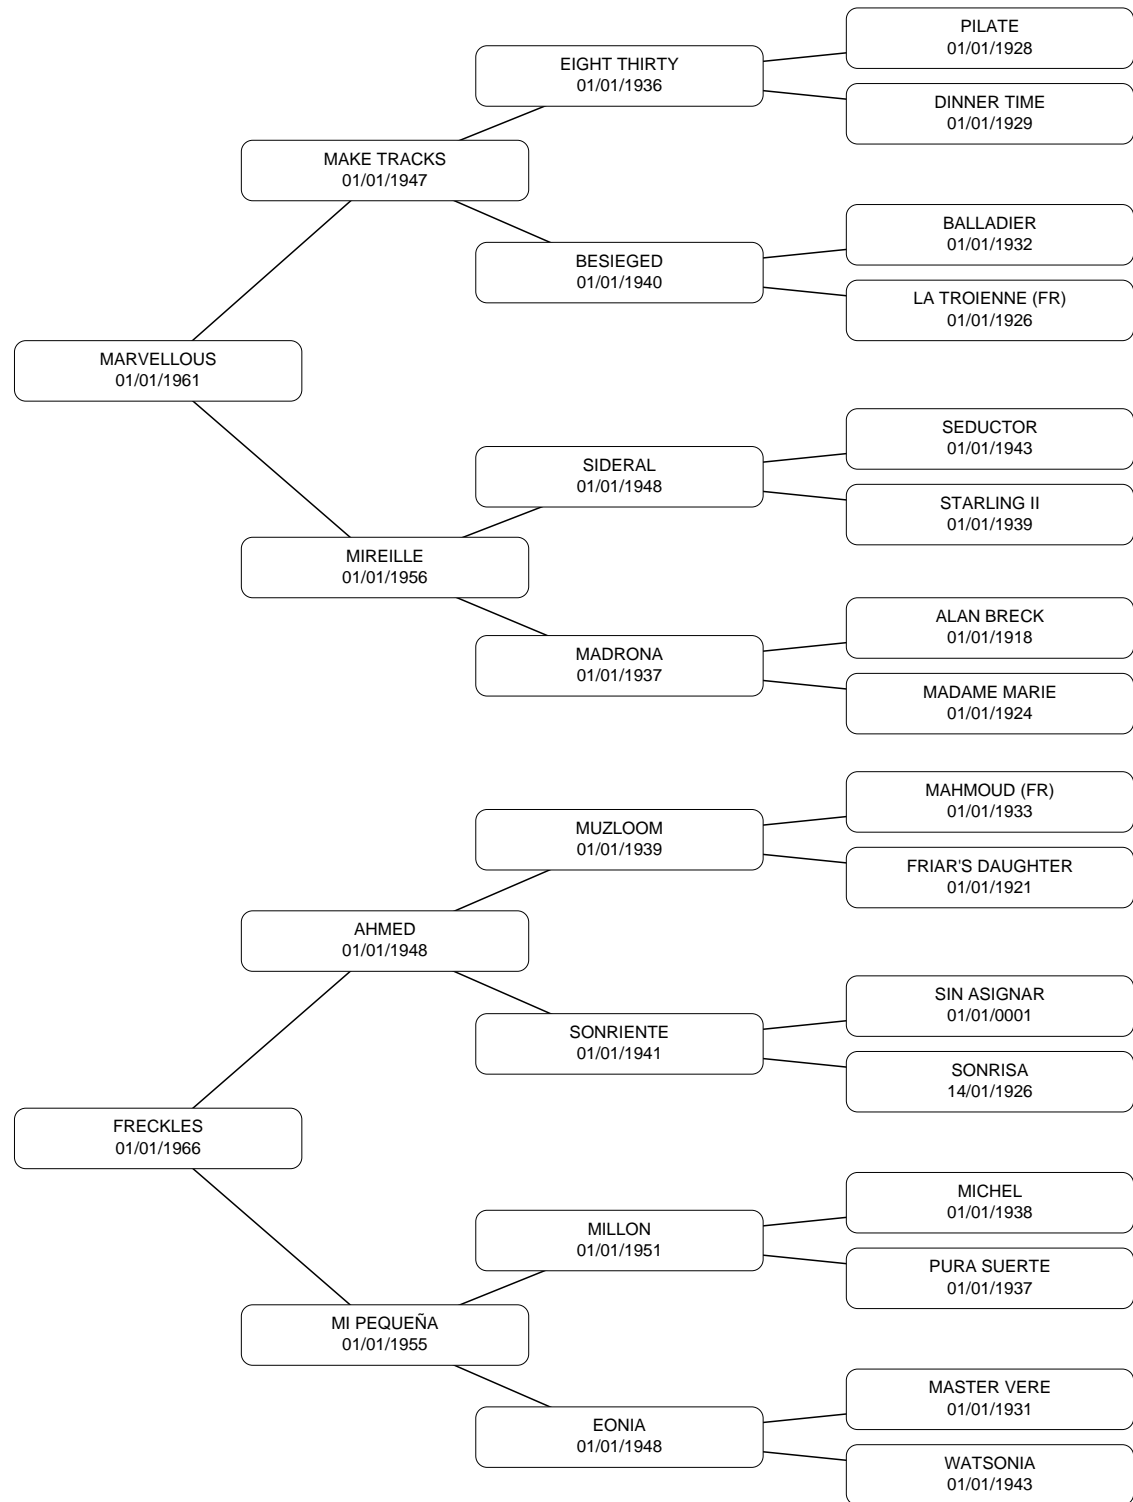 PILATE
01/01/1928
EIGHT THIRTY
01/01/1936
DINNER TIME
01/01/1929
MAKE TRACKS
01/01/1947
BALLADIER
01/01/1932
BESIEGED
01/01/1940
LA TROIENNE (FR)
01/01/1926
MARVELLOUS
01/01/1961
SEDUCTOR
01/01/1943
SIDERAL
01/01/1948
STARLING II
01/01/1939
MIREILLE
01/01/1956
ALAN BRECK
01/01/1918
MADRONA
01/01/1937
MADAME MARIE
01/01/1924
MAHMOUD (FR)
01/01/1933
MUZLOOM
01/01/1939
FRIAR'S DAUGHTER
01/01/1921
AHMED
01/01/1948
SIN ASIGNAR
01/01/0001
SONRIENTE
01/01/1941
SONRISA
14/01/1926
FRECKLES
01/01/1966
MICHEL
01/01/1938
MILLON
01/01/1951
PURA SUERTE
01/01/1937
MI PEQUEÑA
01/01/1955
MASTER VERE
01/01/1931
EONIA
01/01/1948
WATSONIA
01/01/1943